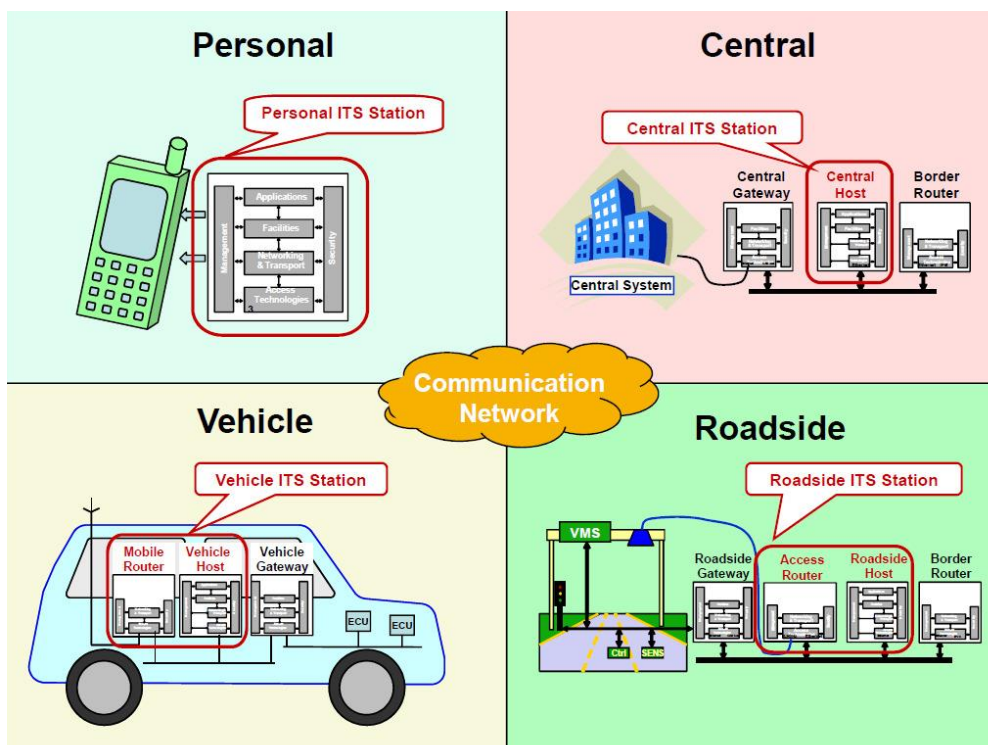 Personal
Personal ITS Station
Management
Applications
Facilities
Networking
& Transport
Access
Technologies
3
Security
Central
Central ITS Station
Central
Gateway
Central
Host
Border
Router
Central System
Communication
Network
Vehicle
Vehicle ITS Station
Mobile
Router
Vehicle
Host
Vehicle
Gateway
ECU
ECU
Roadside
Roadside ITS Station
VMS
Roadside
Gateway
Access
Router
Roadside
Host
Border
Router
Ctrl
SENS